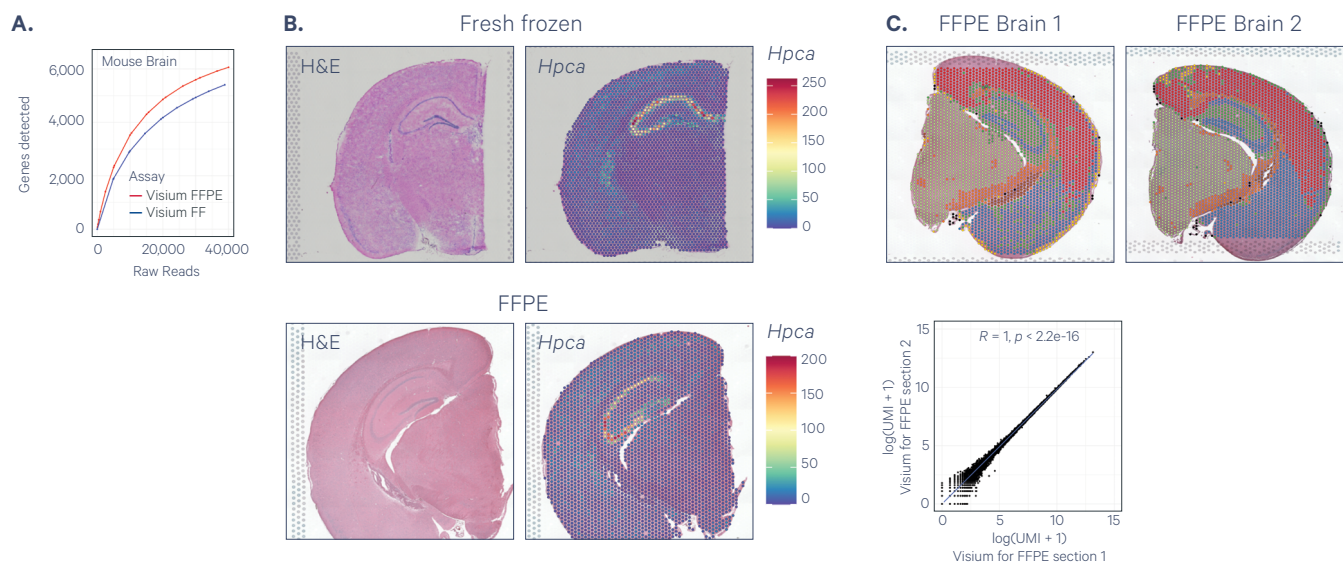 A.
Mouse Brain
6,000
4,000
2,000
0
Genes detected
Assay
Visium FFPE
Visium FF
0
20,000
40,000
Raw Reads
B.
Fresh frozen
H&E
Hpca
Hpca
250
200
150
100
50
0
FFPE
H&E
Hpca
Hpca
200
150
100
50
0
C.
FFPE Brain 1
FFPE Brain 2
R = 1, p < 2.2e-16
15
10
5
0
log(UMI + 1)
Visium for FFPE section 2
0
5
10
15
log(UMI + 1)
Visium for FFPE section 1